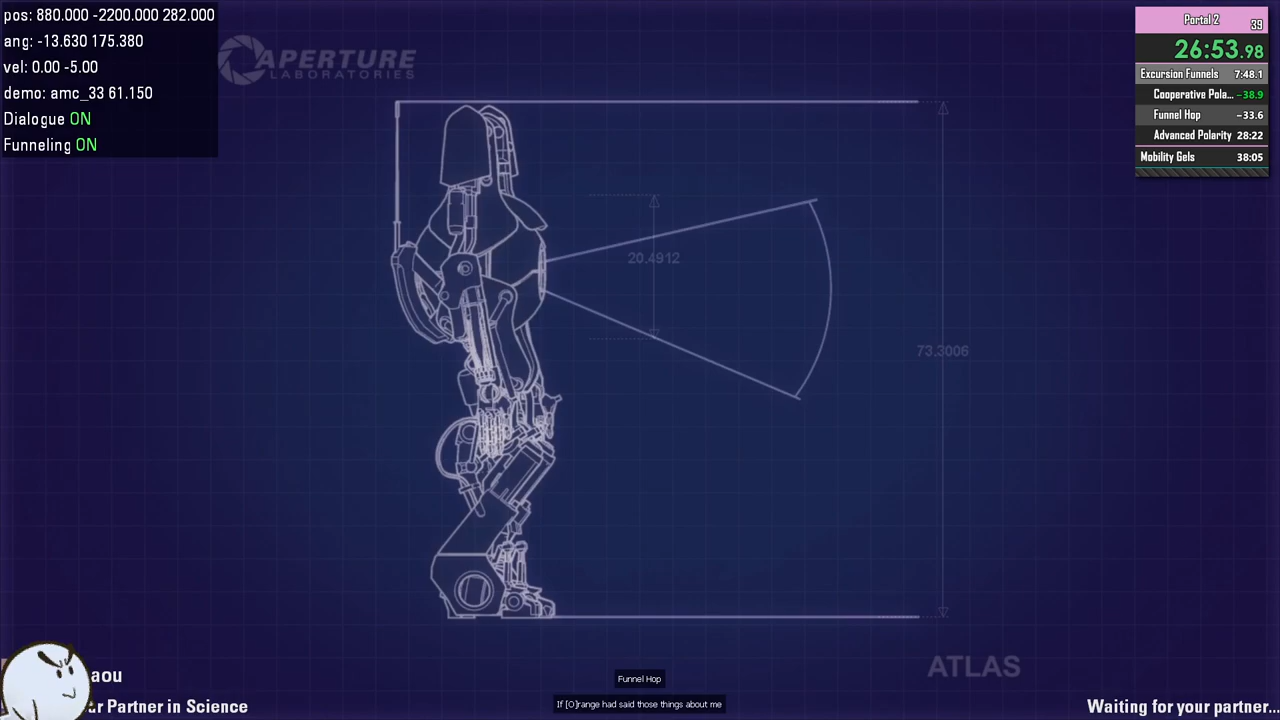 pos: 880.000 -2200.000 282.000
ang: -13.630 175.380
vel: 0.00 -5.00
demo: amc_33 61.150
Dialogue ON
Funneling ON
APERTURE
LABORATORIES
Portal 2
39
26:53.98
Excursion Funnels 7:48.1
Cooperative Pola... -38.9
Funnel Hop -33.6
Advanced Polarity 28:22
Mobility Gels 38:05
20.4912
73.3006
ATLAS
aou
ur Partner in Science
Waiting for your partner...
Funnel Hop
If [O]range had said those things about me